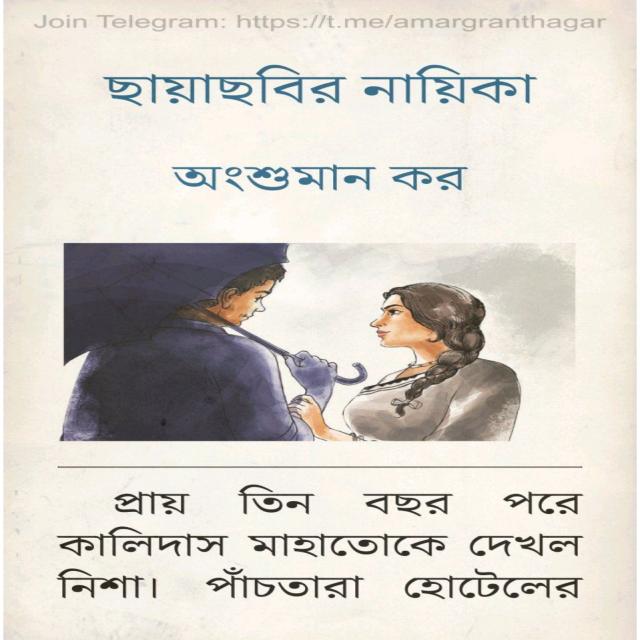 Join Telegram: https://t.me/amargranthagar
ছায়াছবির নায়িকা
অংশুমান কর
প্রায় তিন বছর পরে
কালিদাস মাহাতোকে দেখল
নিশা। পাঁচতারা হোটেলের